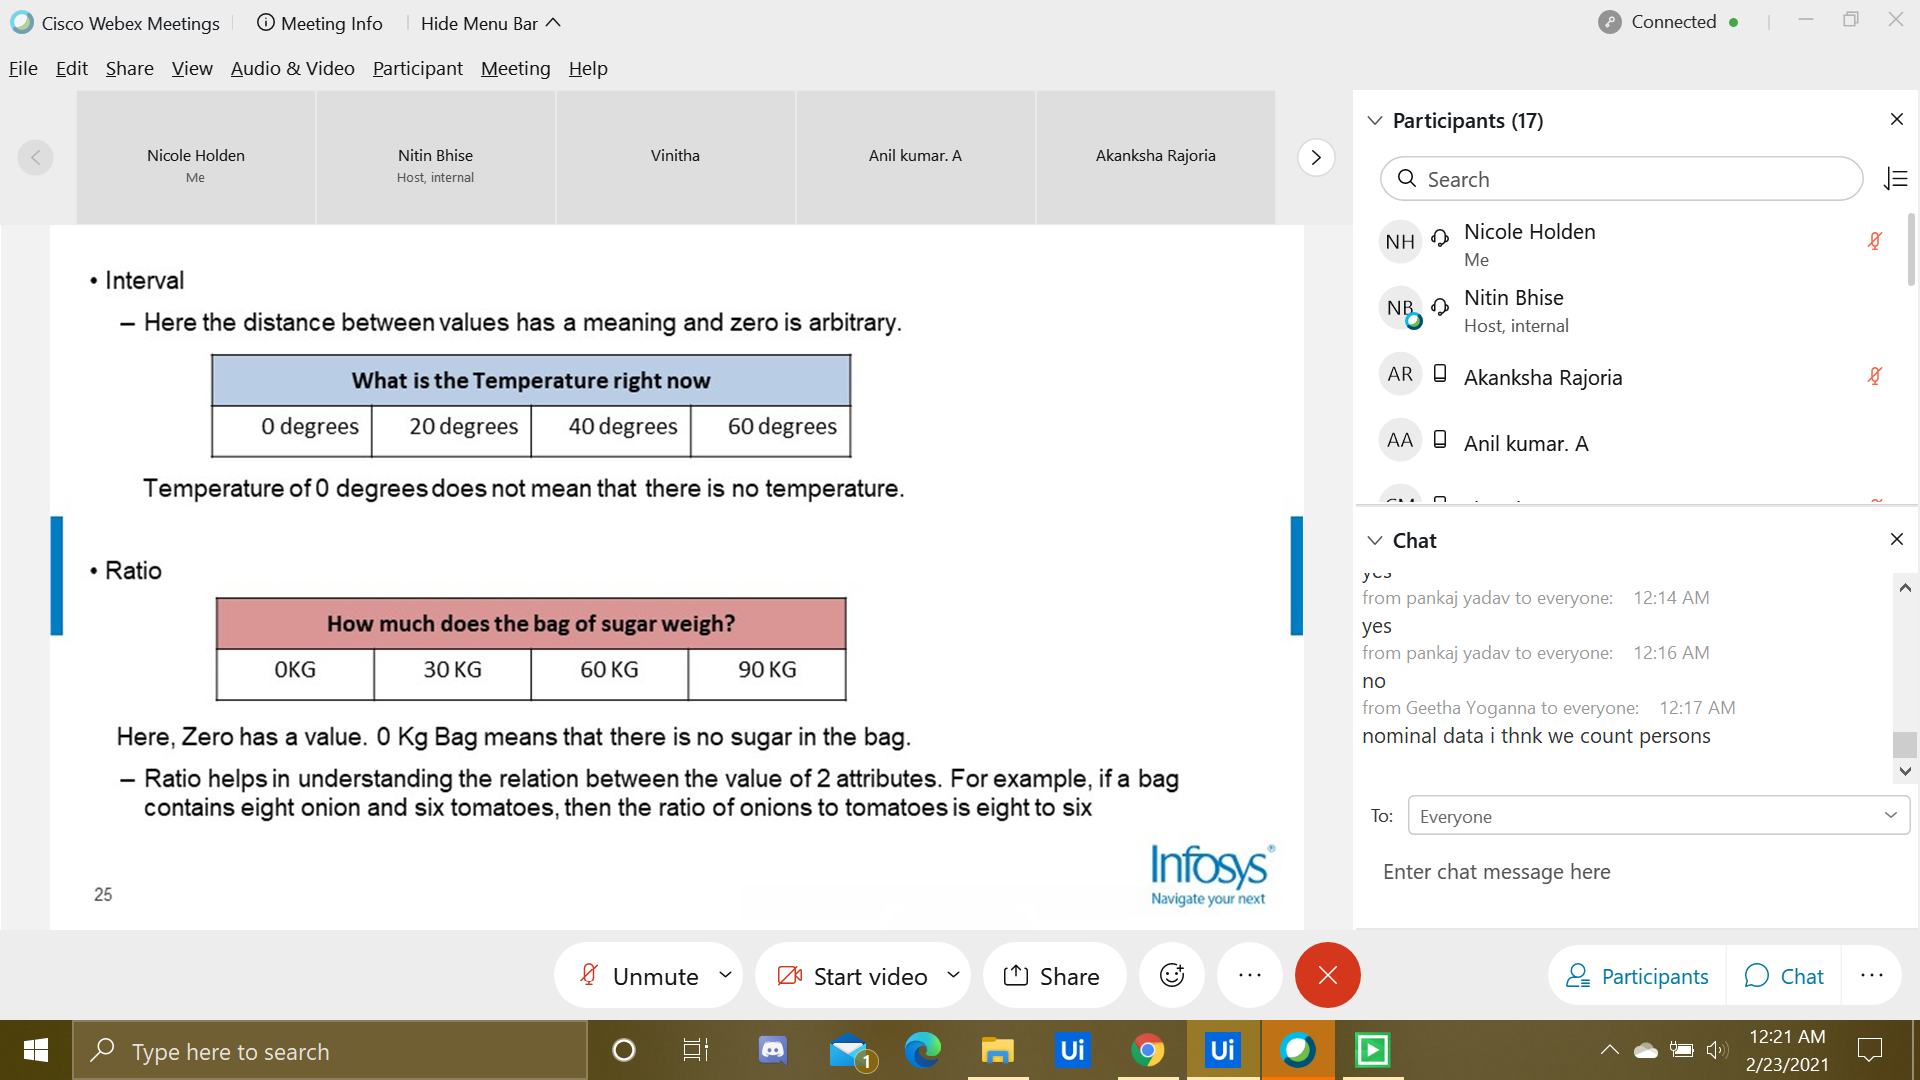 Cisco Webex Meetings
Meeting Info
Hide Menu Bar
Connected
File Edit Share View Audio & Video Participant Meeting Help
Nicole Holden
Me
Nitin Bhise
Host, internal
Vinitha
Anil kumar. A
Akanksha Rajoria
• Interval
– Here the distance between values has a meaning and zero is arbitrary.
What is the Temperature right now
0 degrees 20 degrees 40 degrees 60 degrees
Temperature of 0 degrees does not mean that there is no temperature.
• Ratio
How much does the bag of sugar weigh?
0KG 30 KG 60 KG 90 KG
Here, Zero has a value. 0 Kg Bag means that there is no sugar in the bag.
– Ratio helps in understanding the relation between the value of 2 attributes. For example, if a bag
contains eight onion and six tomatoes, then the ratio of onions to tomatoes is eight to six
Infosys®
Navigate your next
25
Participants (17)
Search
NH Nicole Holden
Me
NB Nitin Bhise
Host, internal
AR Akanksha Rajoria
AA Anil kumar. A
Chat
yes
from pankaj yadav to everyone: 12:14 AM
yes
from pankaj yadav to everyone: 12:16 AM
no
from Geetha Yoganna to everyone: 12:17 AM
nominal data i thnk we count persons
To: Everyone
Enter chat message here
Unmute
Start video
Share
Participants
Chat
Type here to search
1
Ui
Ui
12:21 AM
2/23/2021